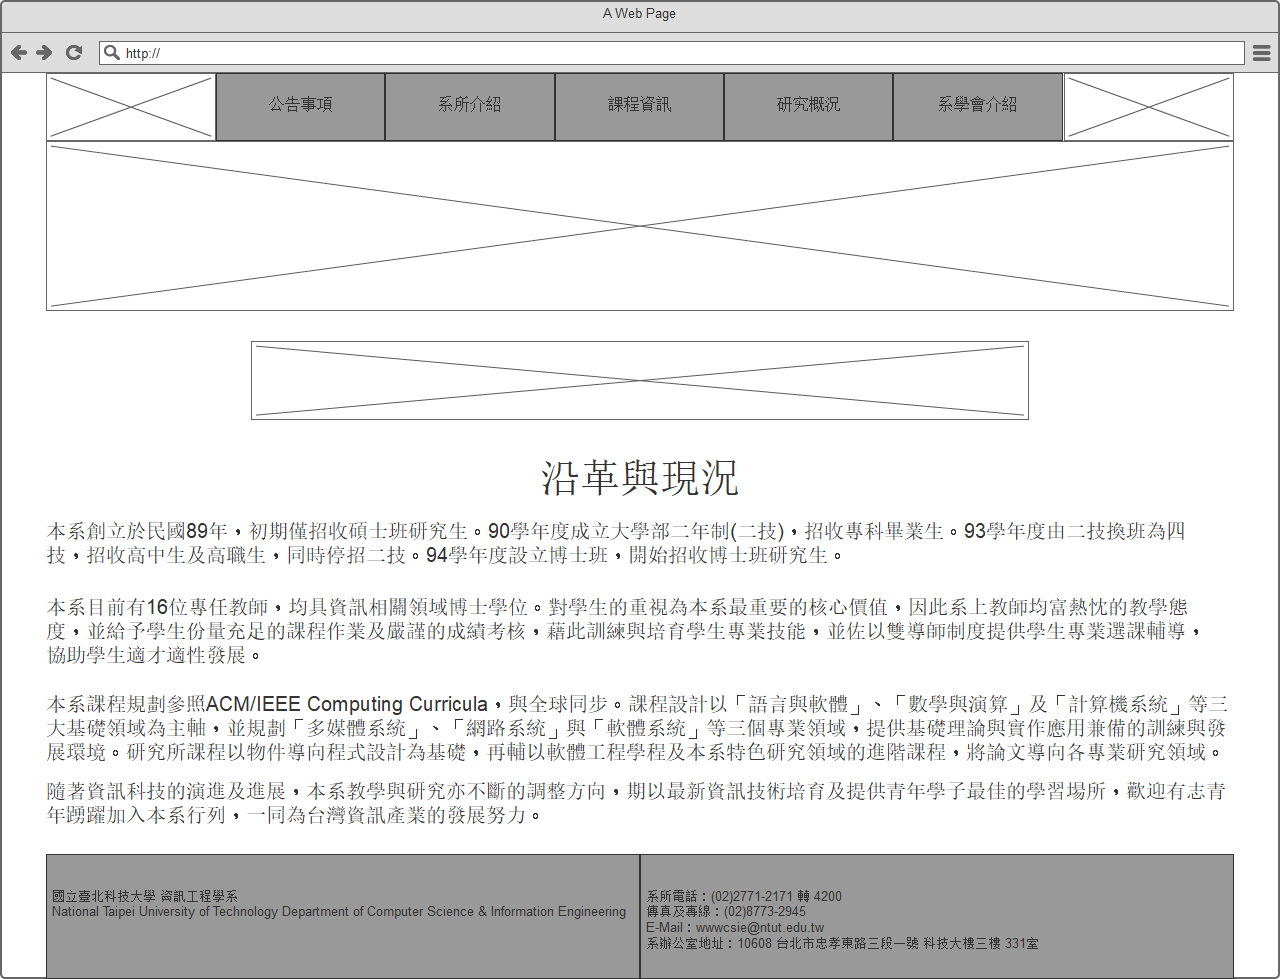 A Web Page
http://
公告事項
系所介紹
課程資訊
研究概況
系學會介紹
沿革與現況
本系創立於民國89年，初期僅招收碩士班研究生。90學年度成立大學部二年制(二技)，招收專科畢業生。93學年度由二技換班為四
技，招收高中生及高職生，同時停招二技。94學年度設立博士班，開始招收博士班研究生。
本系目前有16位專任教師，均具資訊相關領域博士學位。對學生的重視為本系最重要的核心價值，因此系上教師均富熱忱的教學態
度，並給予學生份量充足的課程作業及嚴謹的成績考核，藉此訓練與培育學生專業技能，並佐以雙導師制度提供學生專業選課輔導，
協助學生適才適性發展。
本系課程規劃參照ACM/IEEE Computing Curricula，與全球同步。課程設計以「語言與軟體」、「數學與演算」及「計算機系統」等三
大基礎領域為主軸，並規劃「多媒體系統」、「網路系統」與「軟體系統」等三個專業領域，提供基礎理論與實作應用兼備的訓練與發
展環境。研究所課程以物件導向程式設計為基礎，再輔以軟體工程學程及本系特色研究領域的進階課程，將論文導向各專業研究領域。
隨著資訊科技的演進及進展，本系教學與研究亦不斷的調整方向，期以最新資訊技術培育及提供青年學子最佳的學習場所，歡迎有志青
年踴躍加入本系行列，一同為台灣資訊產業的發展努力。
國立臺北科技大學 資訊工程學系
National Taipei University of Technology Department of Computer Science & Information Engineering
系所電話：(02)2771-2171 轉 4200
傳真及專線：(02)8773-2945
E-Mail：wwwcsie@ntut.edu.tw
系辦公室地址：10608 台北市忠孝東路三段一號 科技大樓三樓 331室